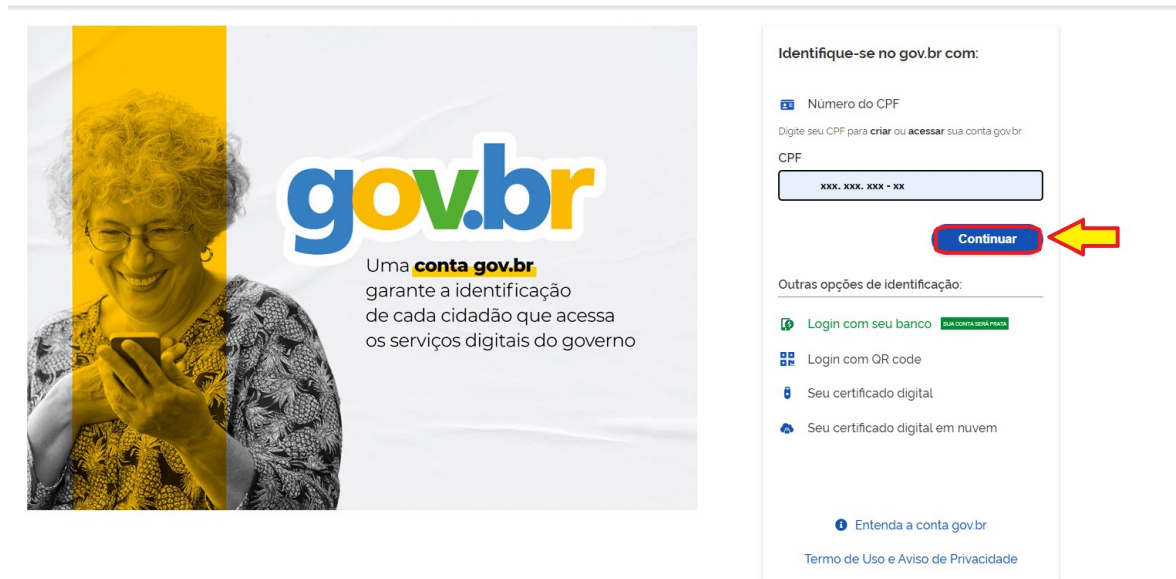 gov.br
Uma conta gov.br
garante a identificação
de cada cidadão que acessa
os serviços digitais do governo
Identifique-se no gov.br com:
Número do CPF
Digite seu CPF para criar ou acessar sua conta gov.br
CPF
xxx. xxx. xxx - xx
Continuar
Outras opções de identificação:
Login com seu banco SUA CONTA SERÁ PRATA
Login com QR code
Seu certificado digital
Seu certificado digital em nuvem
Entenda a conta gov.br
Termo de Uso e Aviso de Privacidade